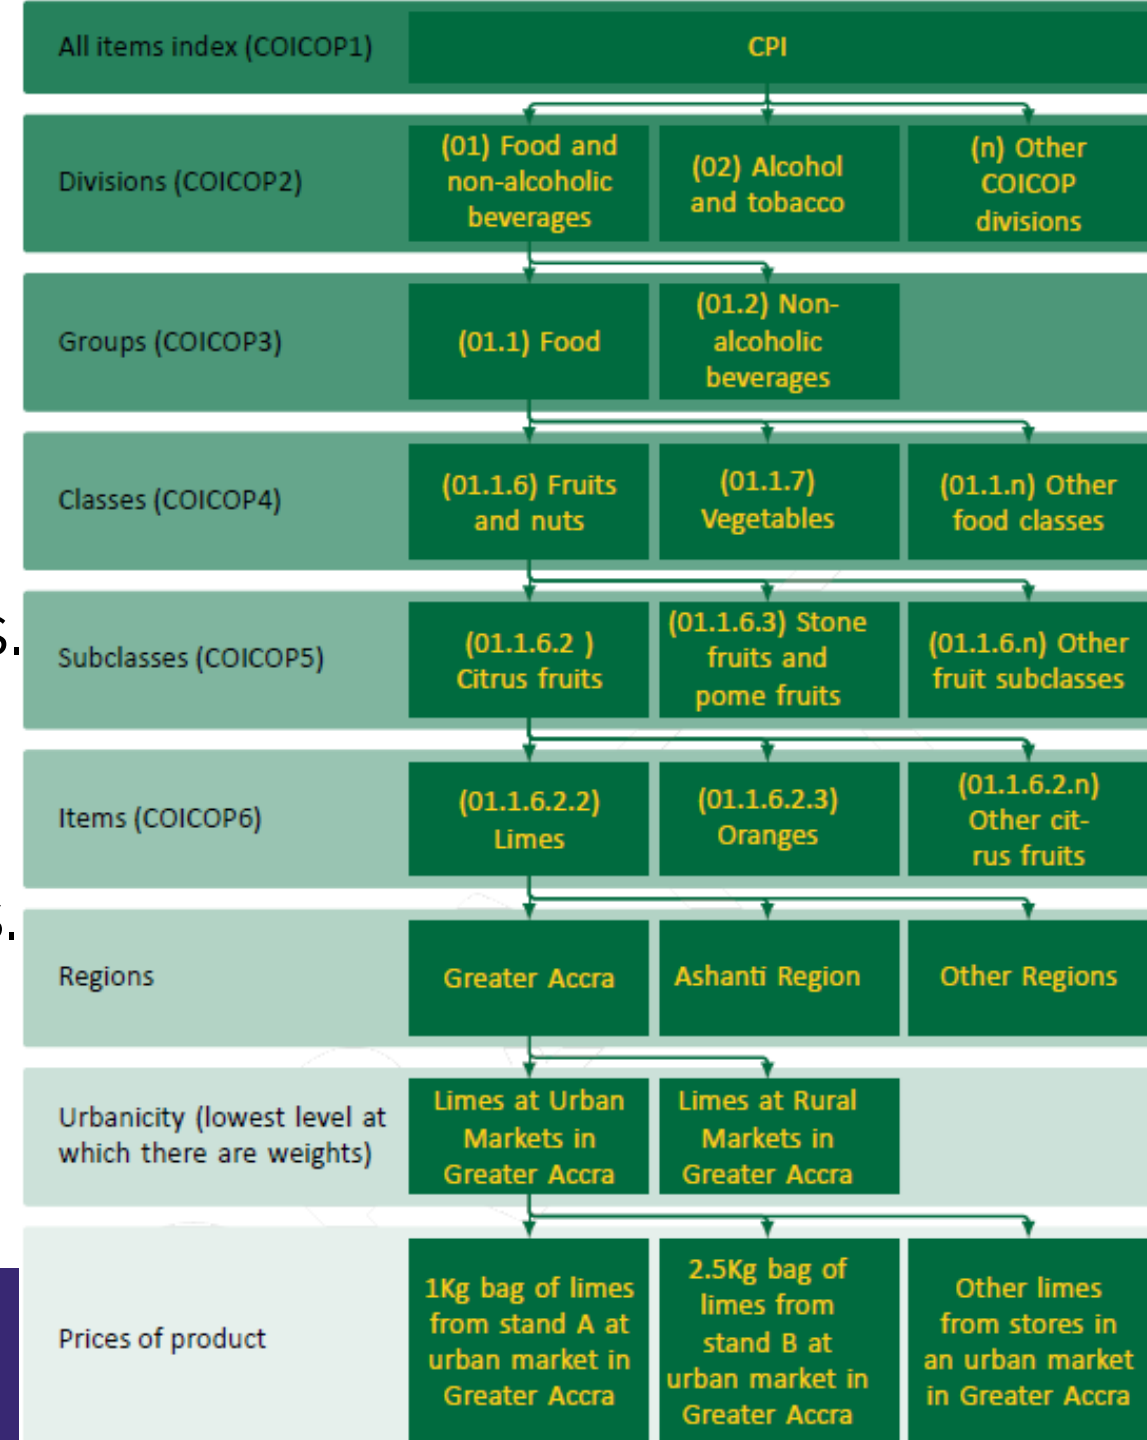 All items index (COICOP1)
CPI
Divisions (COICOP2)
(01) Food and
non-alcoholic
beverages
(02) Alcohol
and tobacco
(n) Other
COICOP
divisions
Groups (COICOP3)
(01.1) Food
(01.2) Non-
alcoholic
beverages
Classes (COICOP4)
(01.1.6) Fruits
and nuts
(01.1.7)
Vegetables
(01.1.n) Other
food classes
s.
Subclasses (COICOP5)
(01.1.6.2 )
Citrus fruits
(01.1.6.3) Stone
fruits and
pome fruits
(01.1.6.n) Other
fruit subclasses
Items (COICOP6)
(01.1.6.2.2)
Limes
(01.1.6.2.3)
Oranges
(01.1.6.2.n)
Other cit-
rus fruits
s.
Regions
Greater Accra
Ashanti Region
Other Regions
Urbanicity (lowest level at
which there are weights)
Limes at Urban
Markets in
Greater Accra
Limes at Rural
Markets in
Greater Accra
Prices of product
1Kg bag of limes
from stand A at
urban market in
Greater Accra
2.5Kg bag of
limes from
stand B at
urban market in
Greater Accra
Other limes
from stores in
an urban market
in Greater Accra